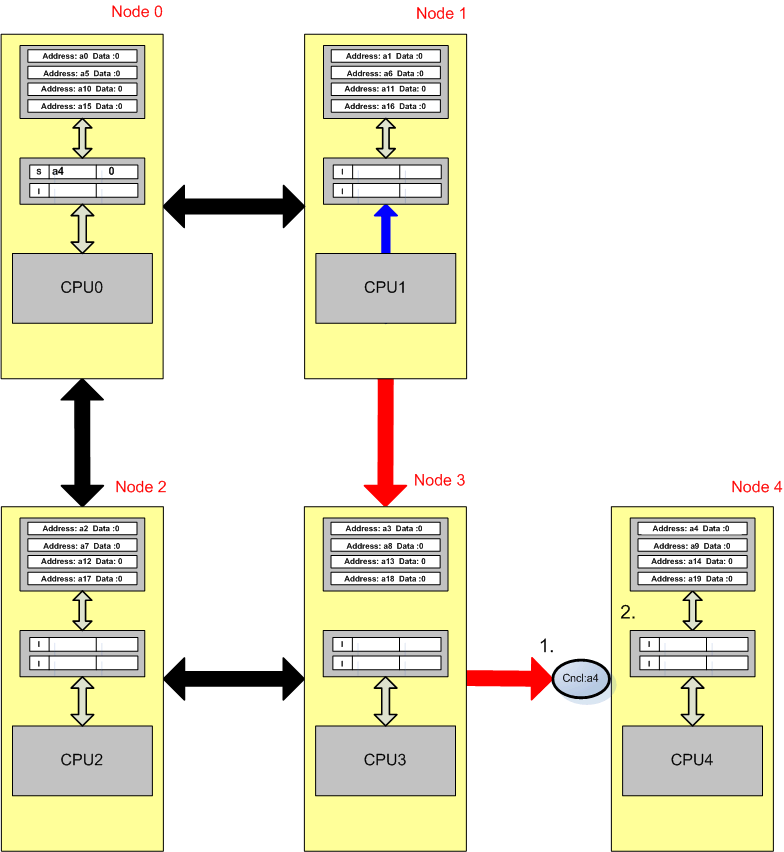 Node 0
Node 1
Address: a0 Data :0
Address: a5 Data :0
Address: a10 Data: 0
Address: a15 Data :0
S a4 0
I
CPU0
Address: a1 Data :0
Address: a6 Data :0
Address: a11 Data: 0
Address: a16 Data :0
I
I
CPU1
Node 2
Node 3
Node 4
Address: a2 Data :0
Address: a7 Data :0
Address: a12 Data: 0
Address: a17 Data :0
I
I
CPU2
Address: a3 Data :0
Address: a8 Data :0
Address: a13 Data: 0
Address: a18 Data :0
I
I
CPU3
1.
Cncl:a4
Address: a4 Data :0
Address: a9 Data :0
Address: a14 Data: 0
Address: a19 Data :0
2.
I
I
CPU4